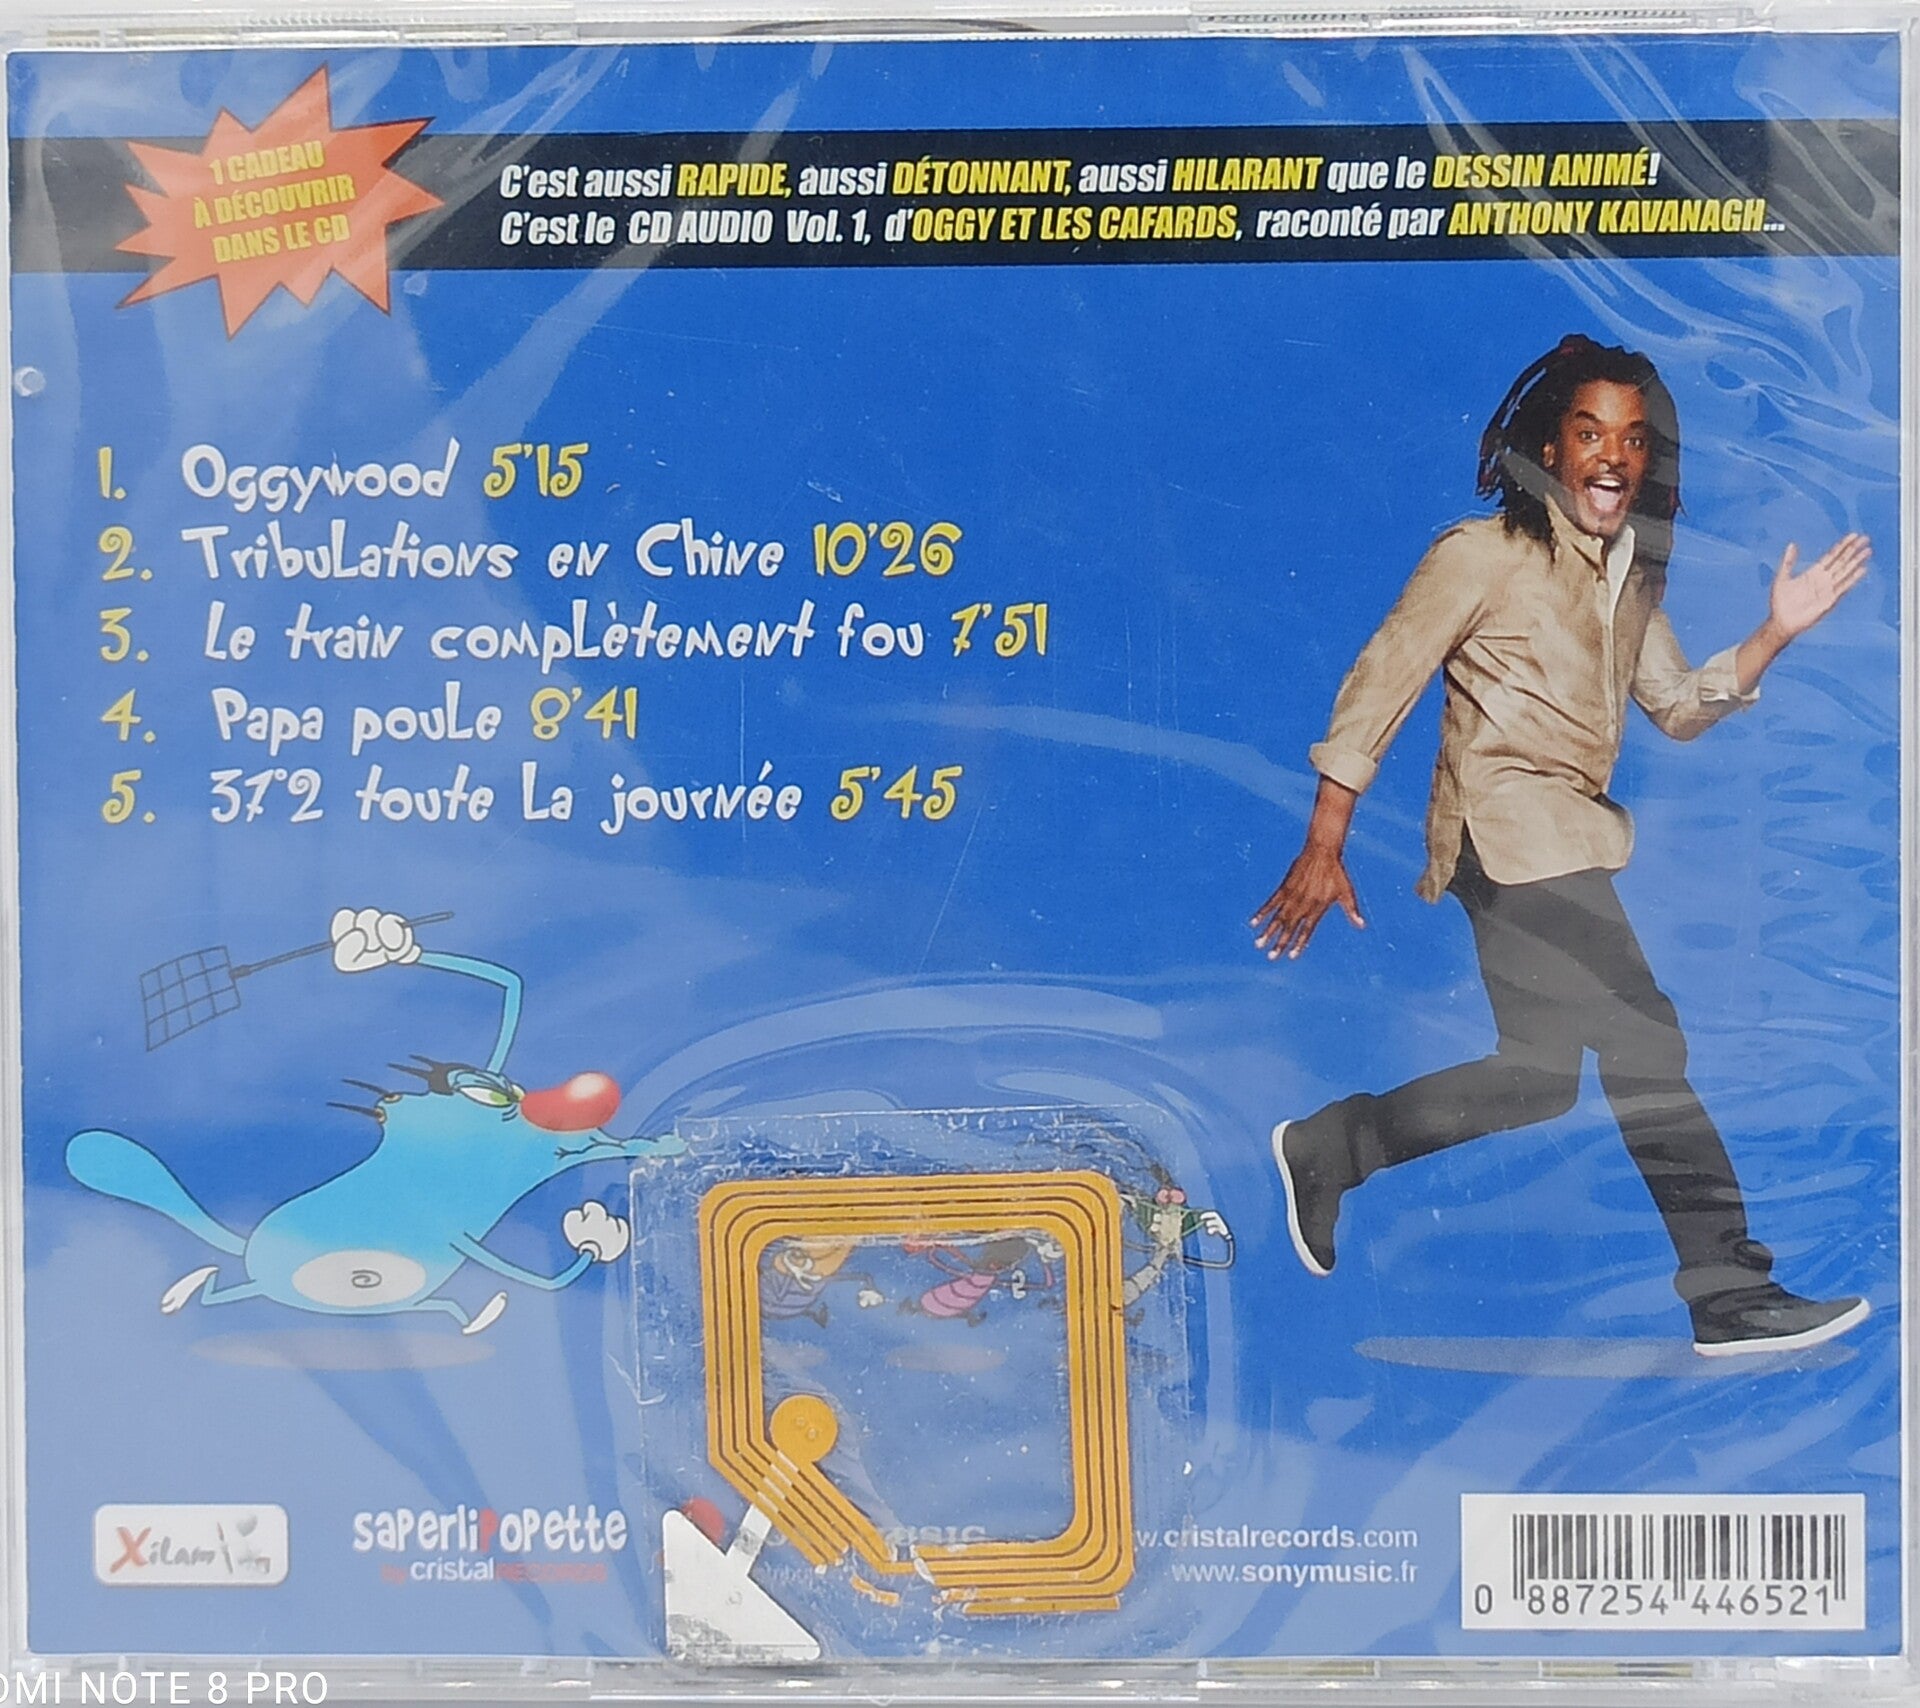 1 CADEAU
À DÉCOUVRIR
DANS LE CD
C'est aussi RAPIDE, aussi DÉTONNANT, aussi HILARANT que le DESSIN ANIMÉ!
C'est le CD AUDIO Vol. 1, d'OGGY ET LES CAFARDS, raconté par ANTHONY KAVANAGH...
1. Oggywood 5'15
2. Tribulations en Chine 10'26
3. Le train complètement fou 7'51
4. Papa poule 8'41
5. 37°2 toute la journée 5'45
Xilam
saperliPopette
by cristal RECORDS
MUSIC
w.cristalrecords.com
www.sonymusic.fr
0 887254 446521
OMI NOTE 8 PRO